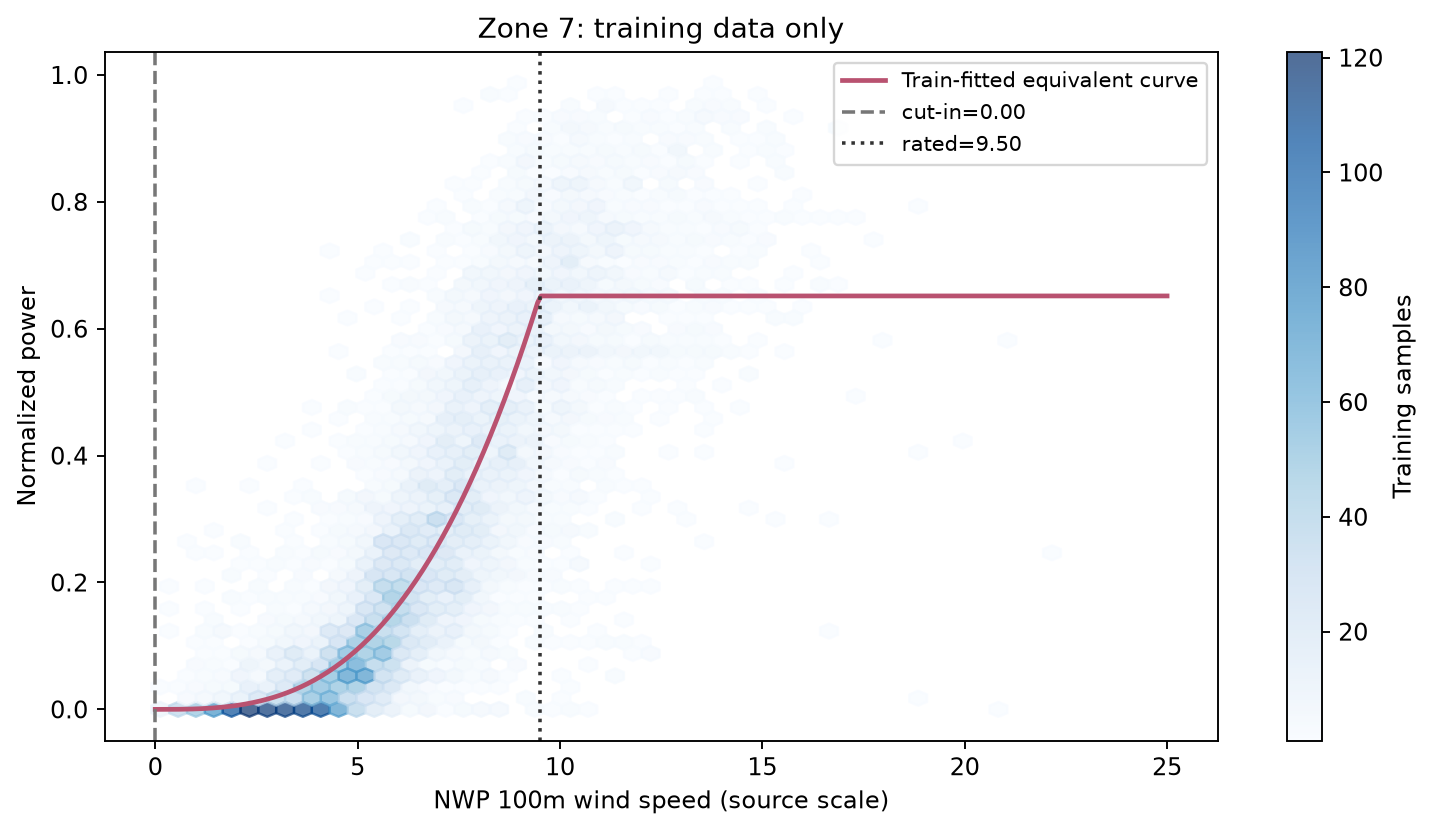 Zone 7: training data only
Train-fitted equivalent curve
cut-in=0.00
rated=9.50
Normalized power
1.0
0.8
0.6
0.4
0.2
0.0
0
5
10
15
20
25
NWP 100m wind speed (source scale)
120
100
80
60
40
20
Training samples